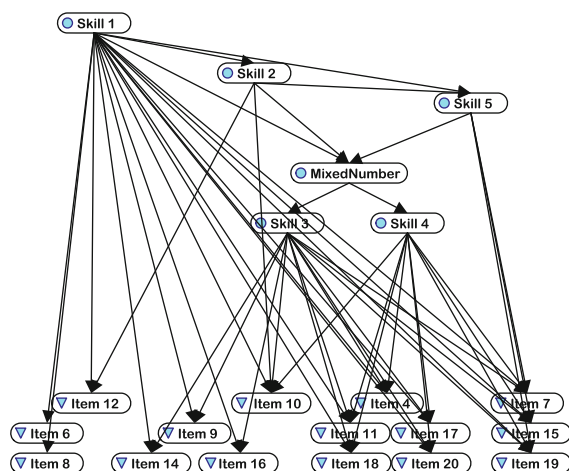 Skill 1
Skill 2
Skill 5
MixedNumber
Skill 3
Skill 4
Item 12
Item 10
Item 4
Item 7
Item 6
Item 9
Item 11
Item 17
Item 15
Item 8
Item 14
Item 16
Item 18
Item 20
Item 19